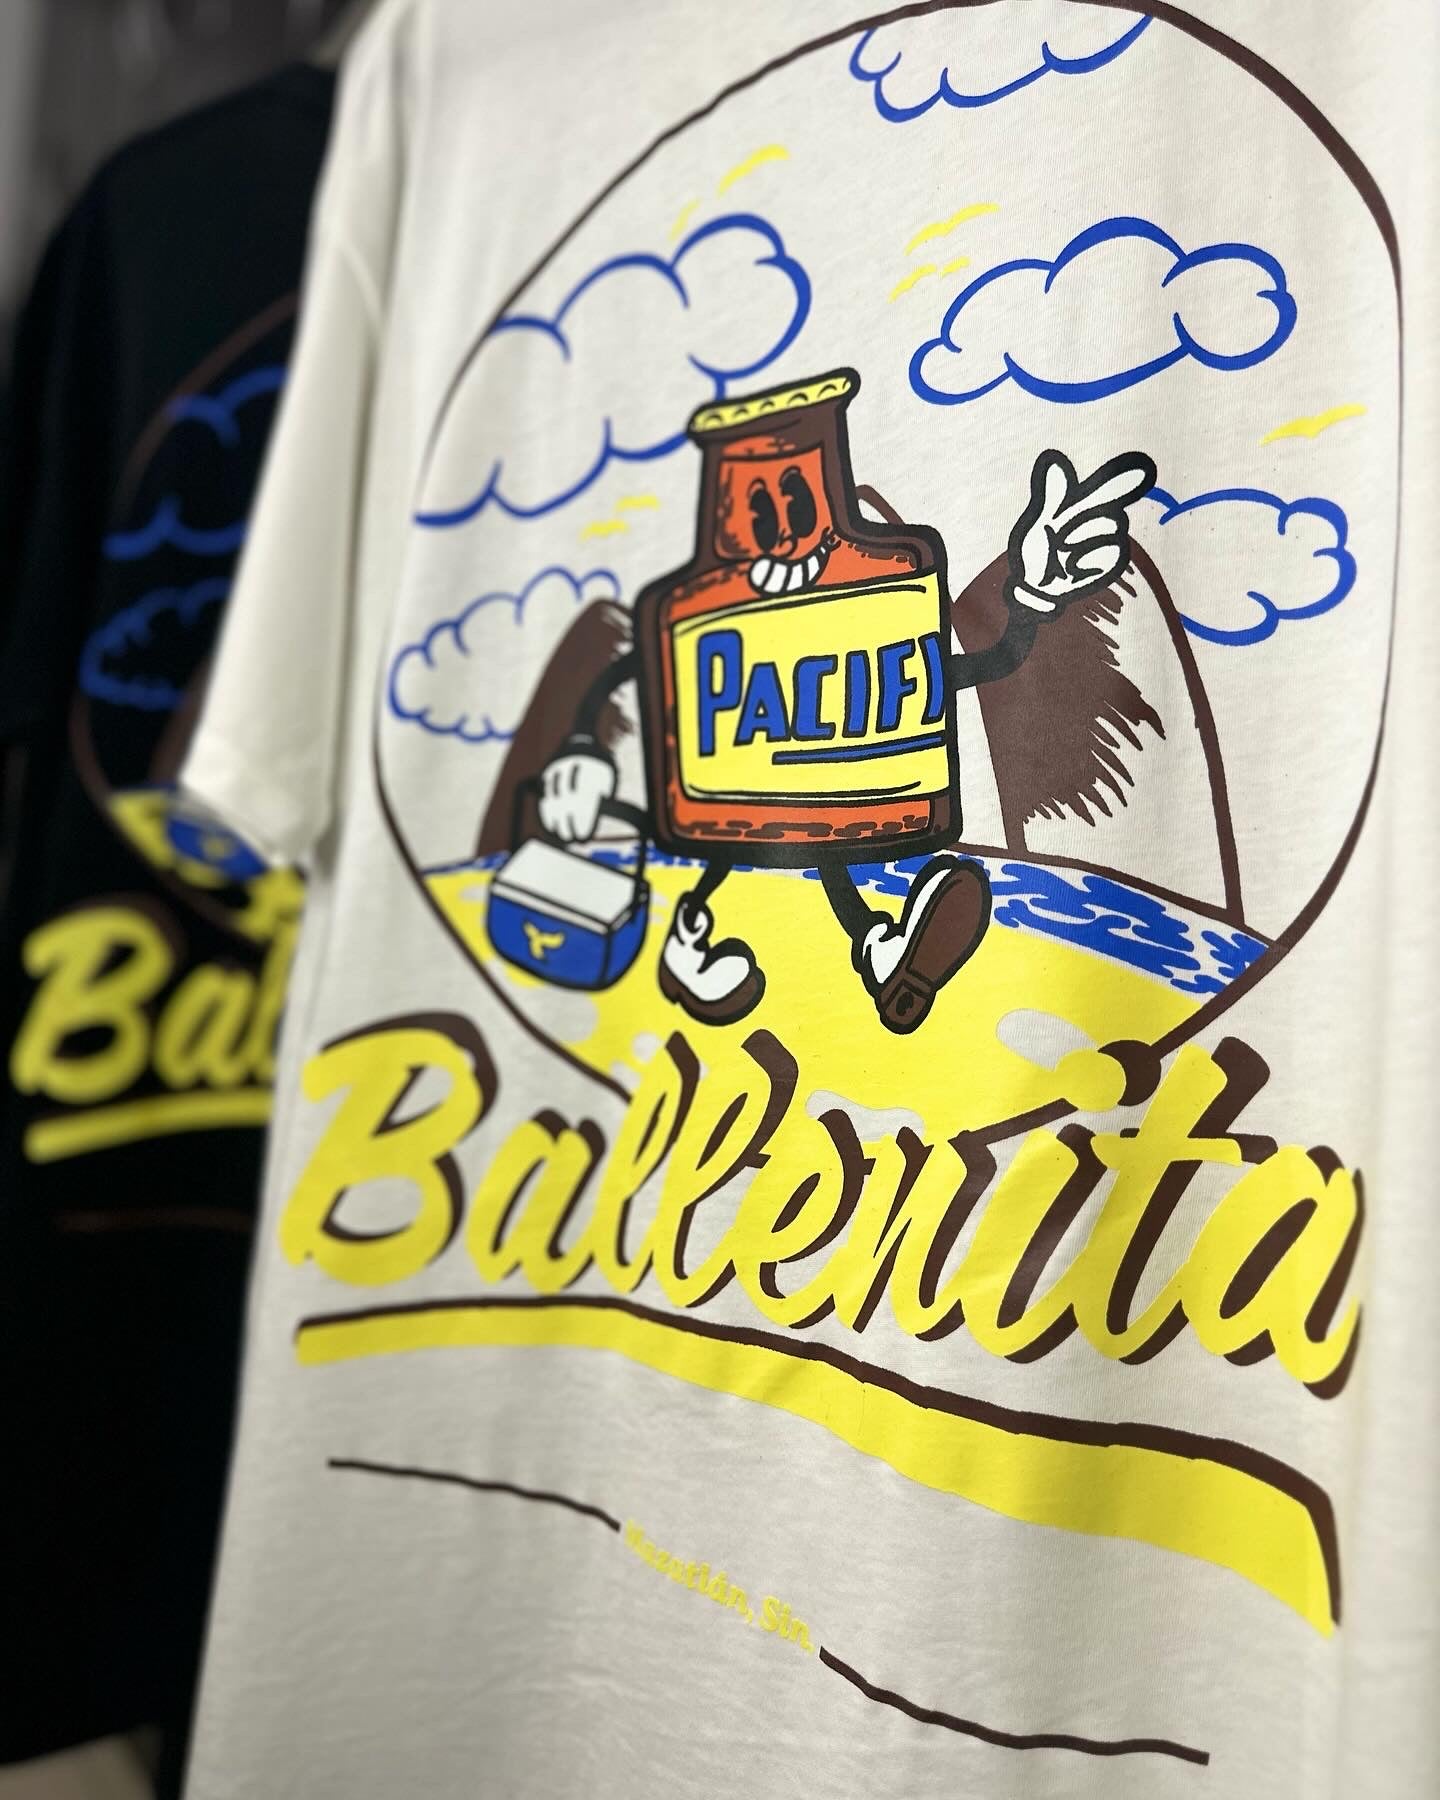 PACIFI
Ballenita
Bal
Mazatlán, Sin.